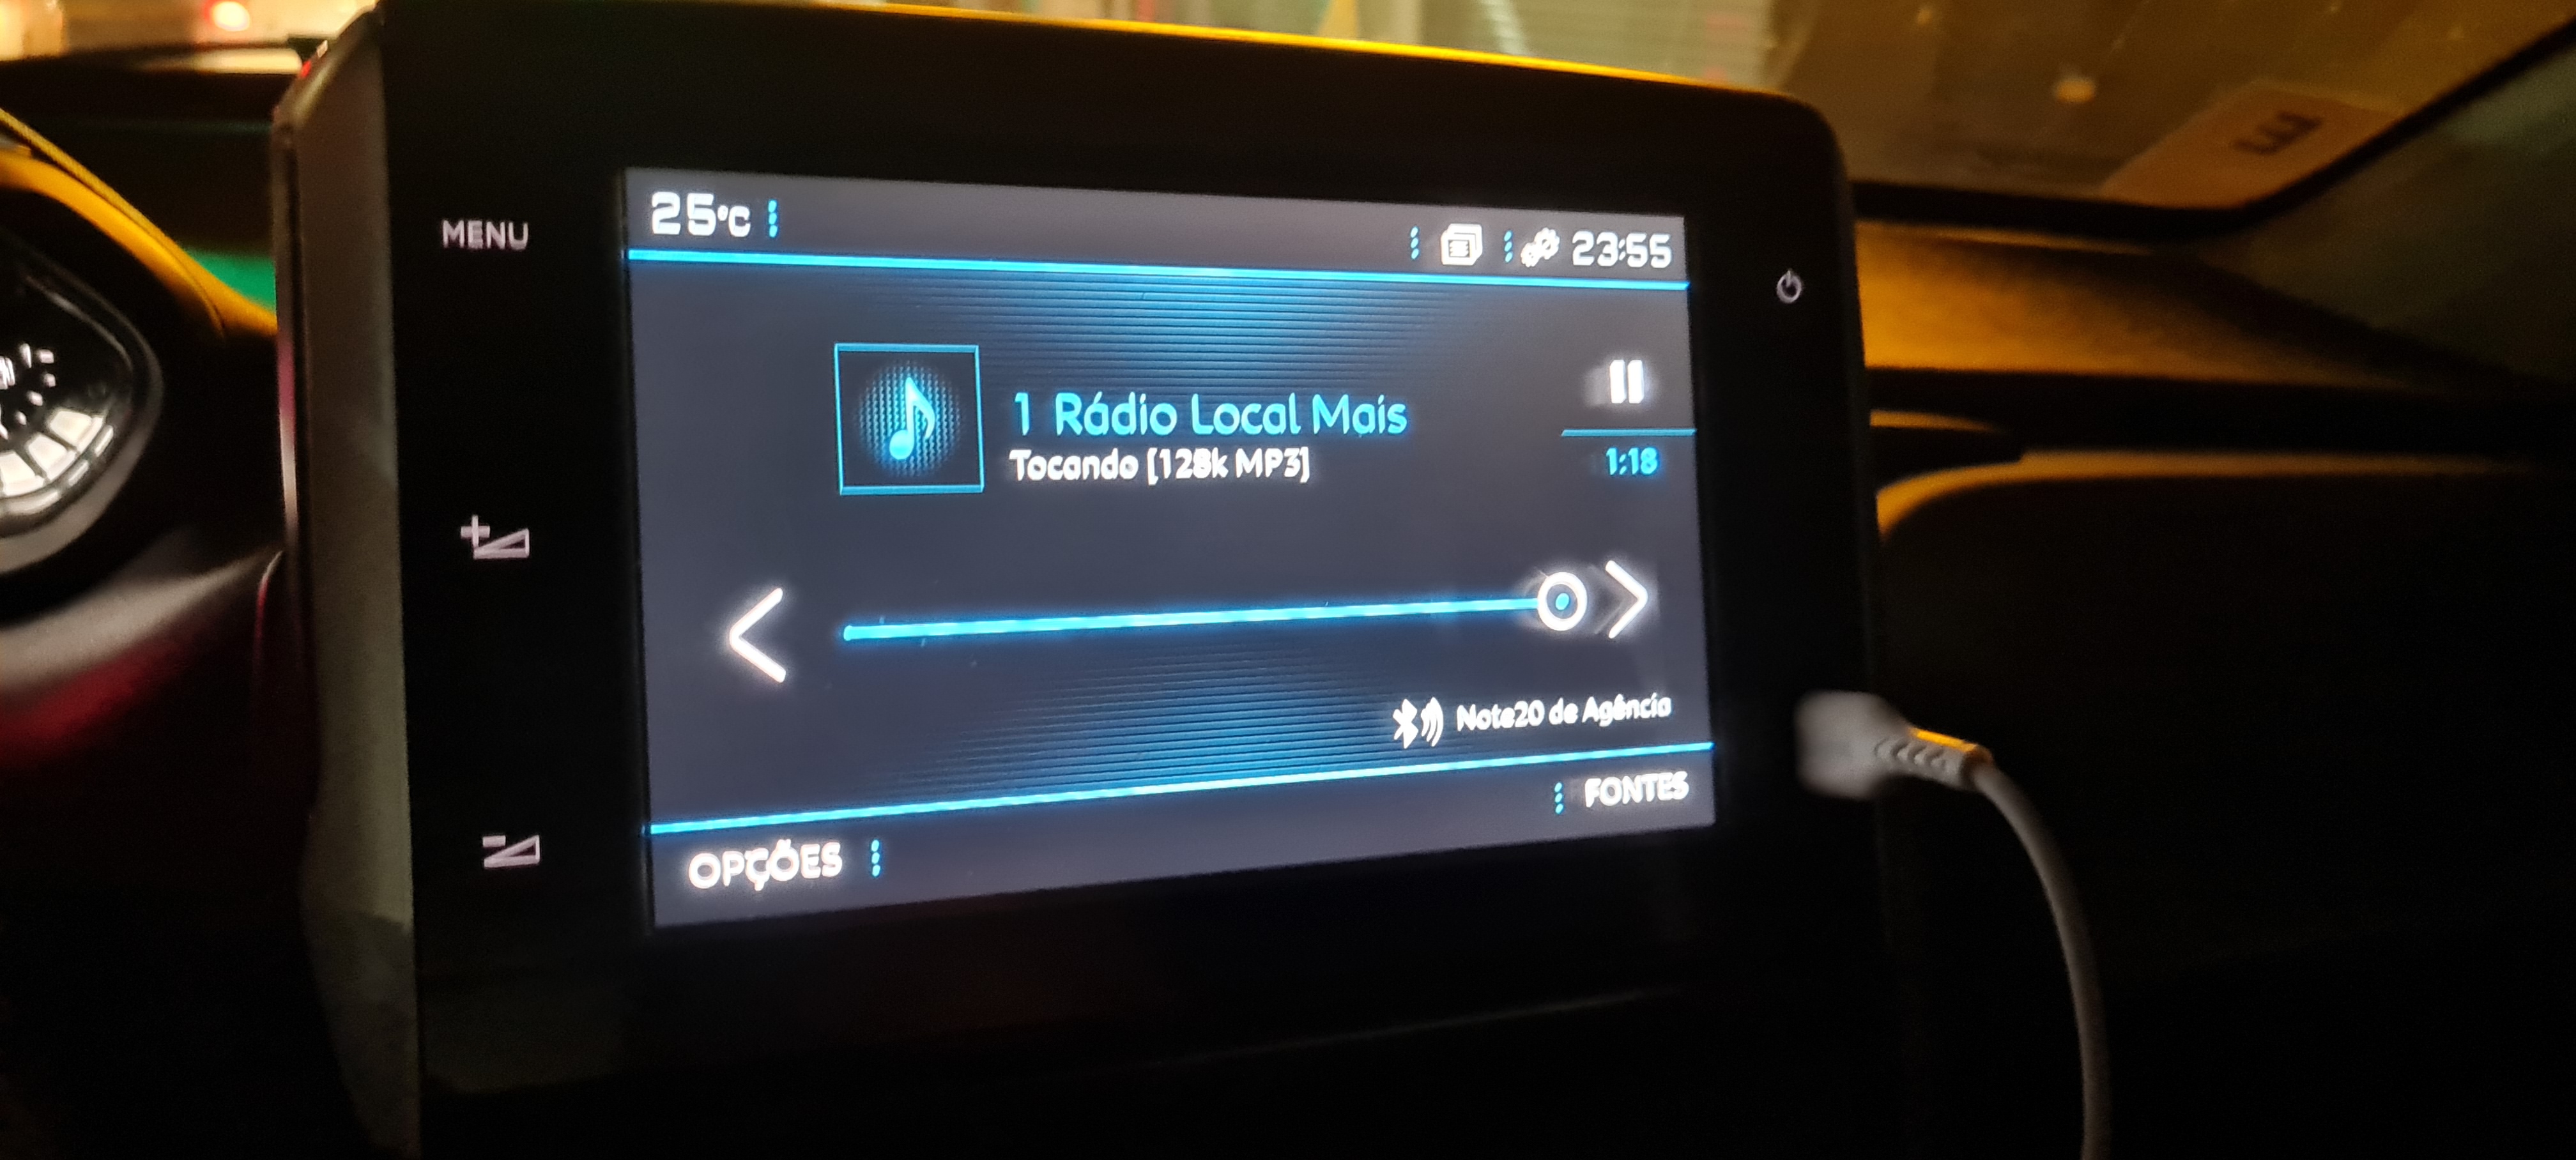 MENU
25°C
23:55
1 Rádio Local Mais
Tocando [128k MP3]
1:18
Note20 de Agência
FONTES
OPÇÕES